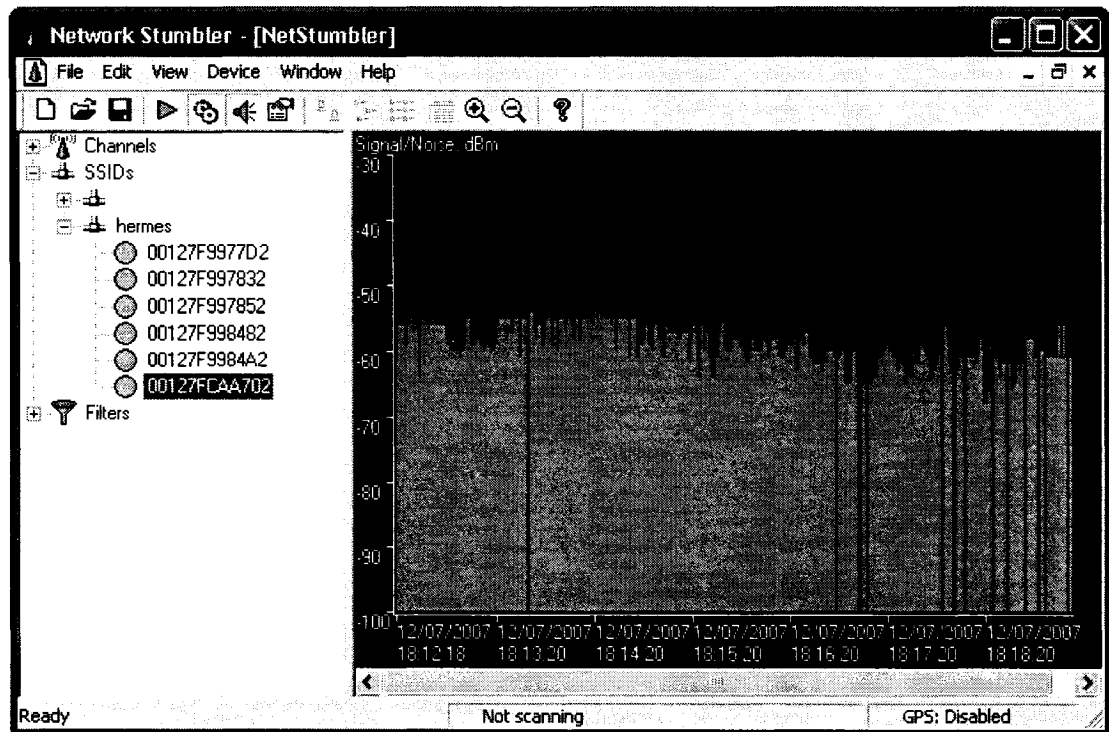 Network Stumbler - [NetStumbler]
File Edit View Device Window Help
Channels
SSIDs
hermes
00127F9977D2
00127F997832
00127F997852
00127F998482
00127F9984A2
00127FCAA702
Filters
Signal/Noise, dBm
-30
-40
-50
-60
-70
-80
-90
-100
12/07/2007 12/07/2007 12/07/2007 12/07/2007 12/07/2007 12/07/2007 12/07/2007
18:12:18 18:13:20 18:14:20 18:15:20 18:16:20 18:17:20 18:18:20
Ready Not scanning GPS: Disabled